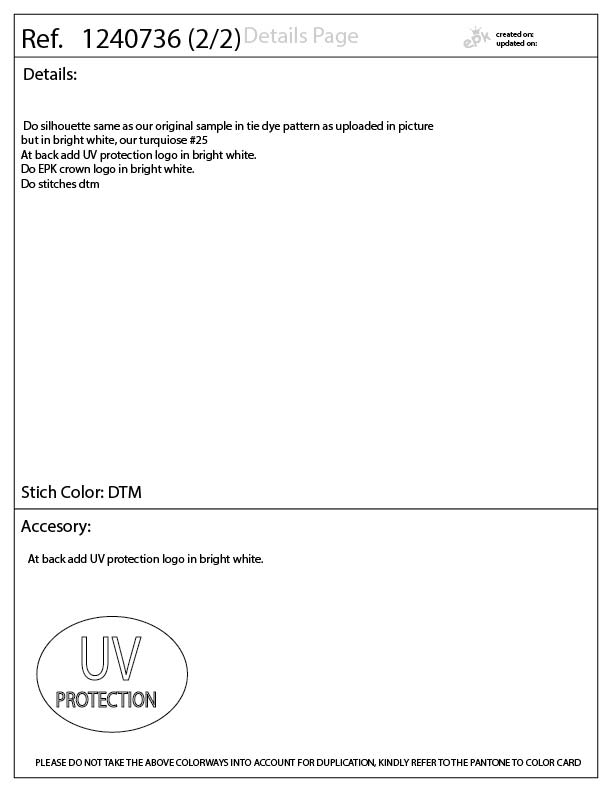 Ref. 1240736 (2/2) Details Page
epk
created on:
updated on:
Details:
Do silhouette same as our original sample in tie dye pattern as uploaded in picture
but in bright white, our turquiose #25
At back add UV protection logo in bright white.
Do EPK crown logo in bright white.
Do stitches dtm
Stich Color: DTM
Accesory:
At back add UV protection logo in bright white.
UV
PROTECTION
PLEASE DO NOT TAKE THE ABOVE COLORWAYS INTO ACCOUNT FOR DUPLICATION, KINDLY REFER TO THE PANTONE TO COLOR CARD